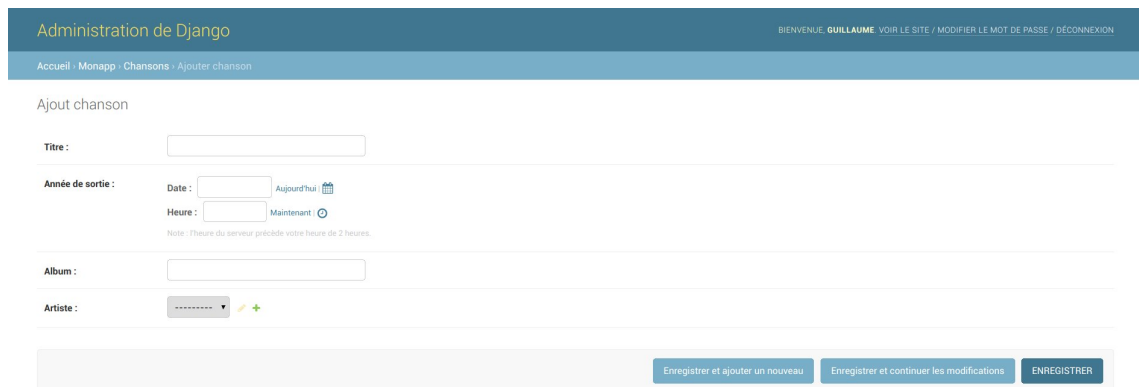 Administration de Django
BIENVENUE, GUILLAUME. VOIR LE SITE / MODIFIER LE MOT DE PASSE / DÉCONNEXION
Accueil › Monapp › Chansons › Ajouter chanson
Ajout chanson
Titre :
Année de sortie :
Date :
Aujourd'hui |
Heure :
Maintenant |
Note : l'heure du serveur précède votre heure de 2 heures.
Album :
Artiste :
---------
Enregistrer et ajouter un nouveau
Enregistrer et continuer les modifications
ENREGISTRER